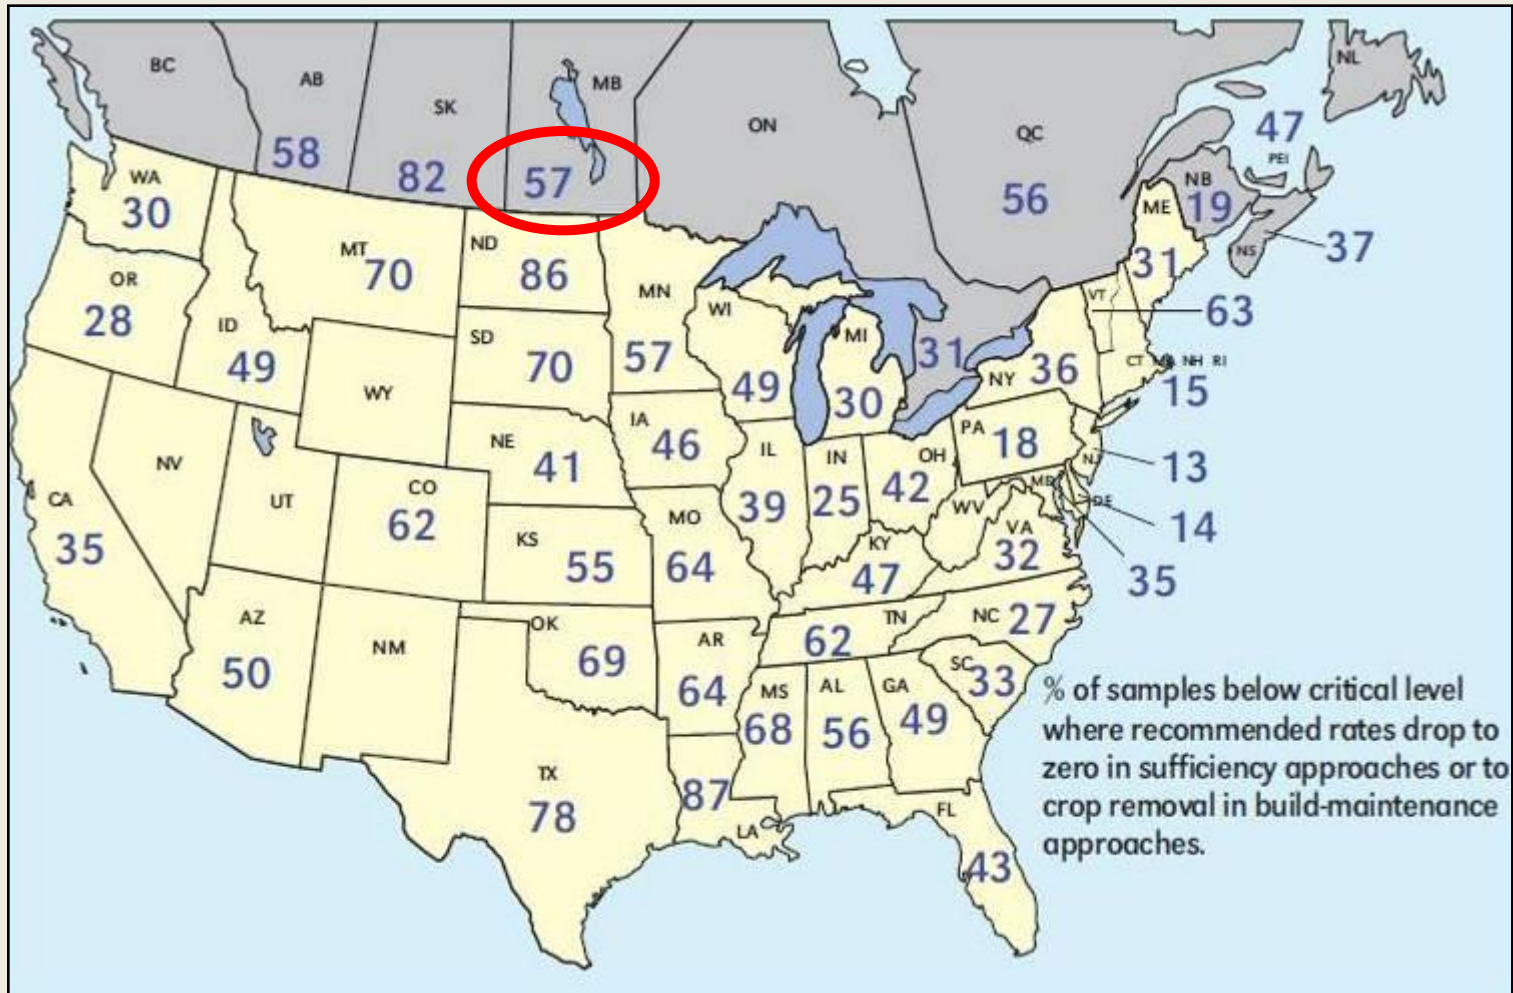 BC
AB
SK
MB
ON
QC
NL
58
82
57
56
47
PEI
NB
19
NS
37
WA
30
MT
70
ND
86
ME
31
OR
28
ID
49
SD
70
MN
57
WI
49
MI
30
31
VT
63
WY
NY 36
CT MA NH RI
15
NE
41
IA
46
IL
39
IN
25
OH
42
PA 18
NJ
13
CA
35
NV
UT
CO
62
KS
55
MO
64
KY
47
WV
VA
32
MD
DE
14
35
AZ
50
NM
OK
69
AR
64
TN
62
NC 27
SC
33
TX
78
LA
87
MS
68
AL
56
GA
49
FL
43
% of samples below critical level
where recommended rates drop to
zero in sufficiency approaches or to
crop removal in build-maintenance
approaches.